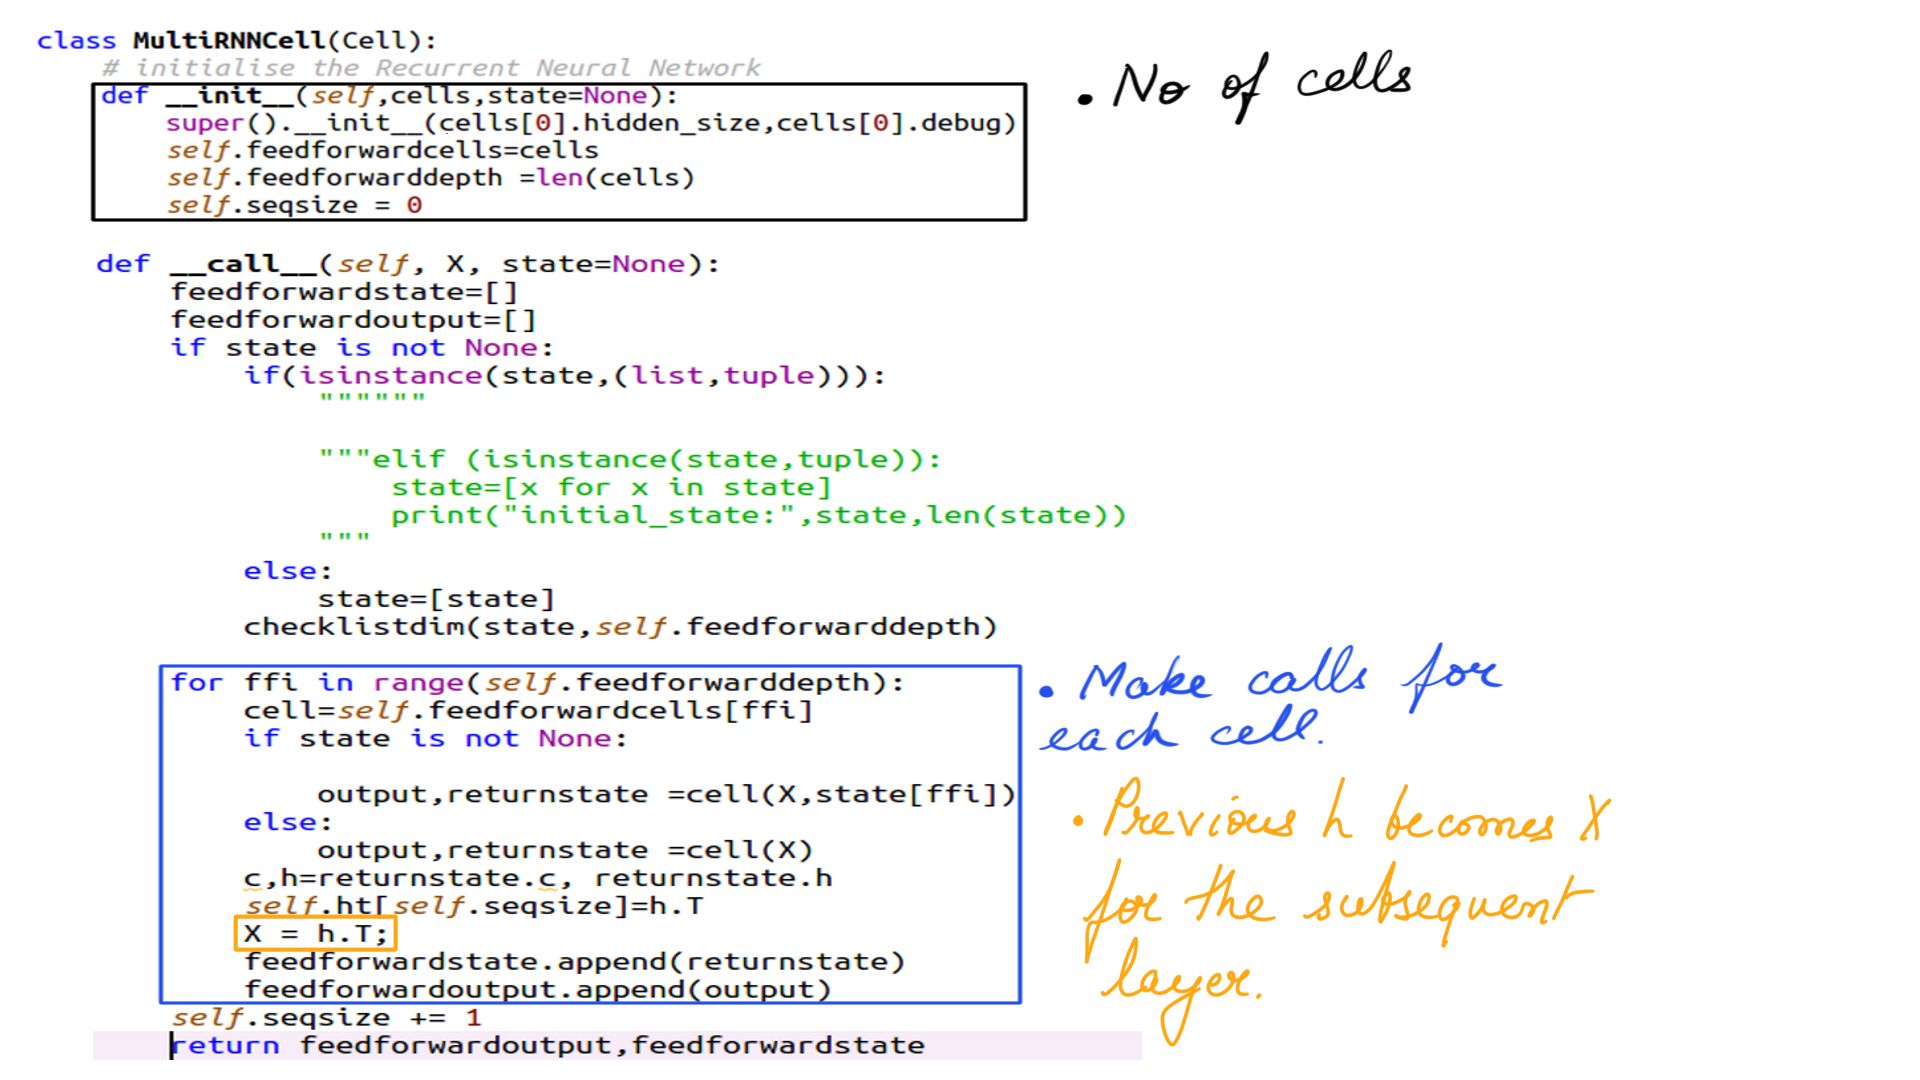 class MultiRNNCell(Cell):
# initialise the Recurrent Neural Network
def __init__(self,cells,state=None):
super().__init__(cells[0].hidden_size,cells[0].debug)
self.feedforwardcells=cells
self.feedforwarddepth =len(cells)
self.seqsize = 0
. No of cells
def __call__(self, X, state=None):
feedforwardstate=[]
feedforwardoutput=[]
if state is not None:
if(isinstance(state,(list,tuple))):
""""""
"""elif (isinstance(state,tuple)):
state=[x for x in state]
print("initial_state:",state,len(state))
"""
else:
state=[state]
checklistdim(state,self.feedforwarddepth)
for ffi in range(self.feedforwarddepth):
cell=self.feedforwardcells[ffi]
if state is not None:
output,returnstate =cell(X,state[ffi])
else:
output,returnstate =cell(X)
c,h=returnstate.c, returnstate.h
self.ht[self.seqsize]=h.T
X = h.T;
feedforwardstate.append(returnstate)
feedforwardoutput.append(output)
self.seqsize += 1
return feedforwardoutput,feedforwardstate
. Make calls for
each cell.
. Previous h becomes X
for the subsequent
layer.